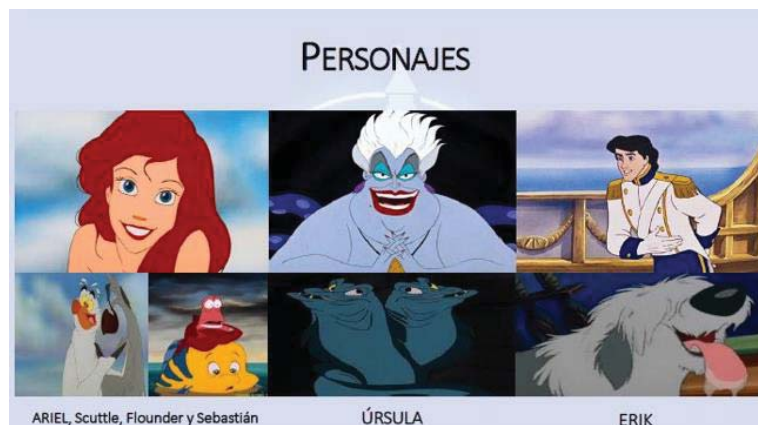 PERSONAJES
ARIEL, Scuttle, Flounder y Sebastián
ÚRSULA
ERIK